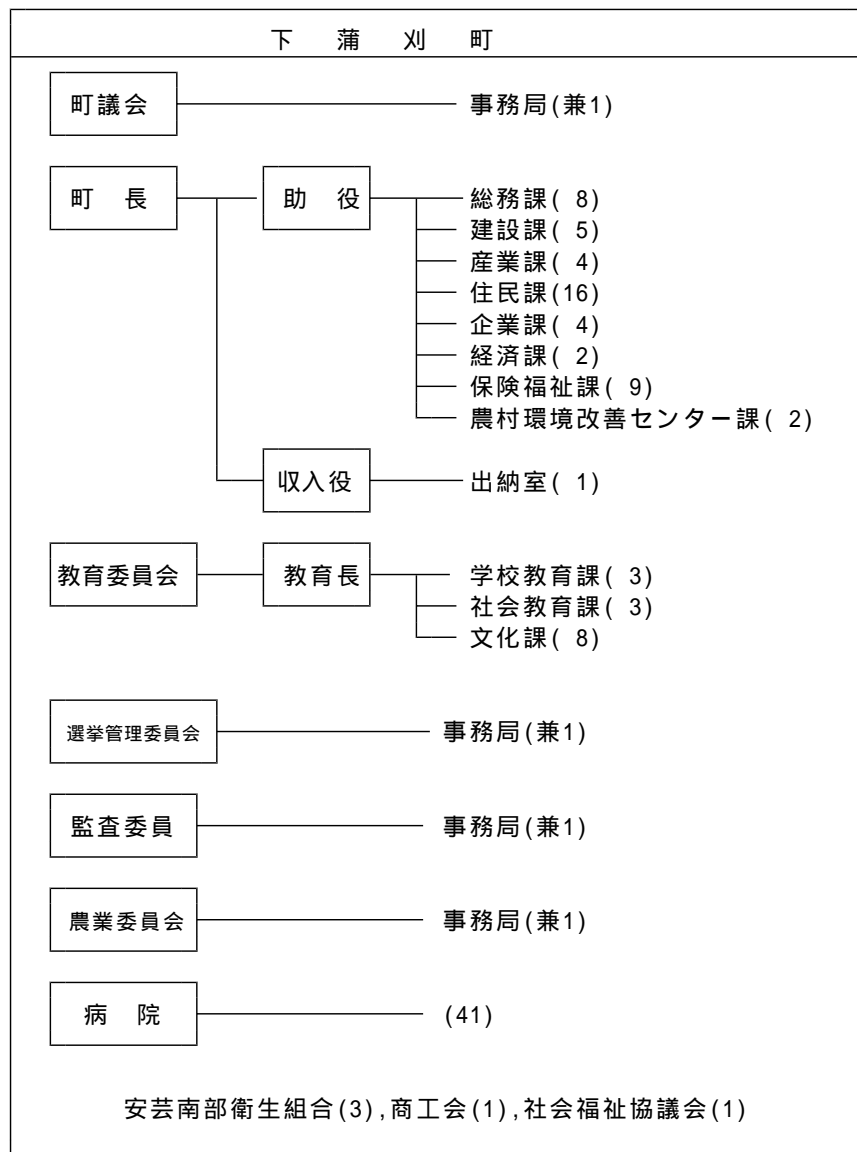 下 蒲 刈 町
町議会 事務局(兼1)
町 長 助 役 総務課( 8)
建設課( 5)
産業課( 4)
住民課(16)
企業課( 4)
経済課( 2)
保険福祉課( 9)
農村環境改善センター課( 2)
収入役 出納室( 1)
教育委員会 教育長 学校教育課( 3)
社会教育課( 3)
文化課( 8)
選挙管理委員会 事務局(兼1)
監査委員 事務局(兼1)
農業委員会 事務局(兼1)
病 院 (41)
安芸南部衛生組合(3),商工会(1),社会福祉協議会(1)